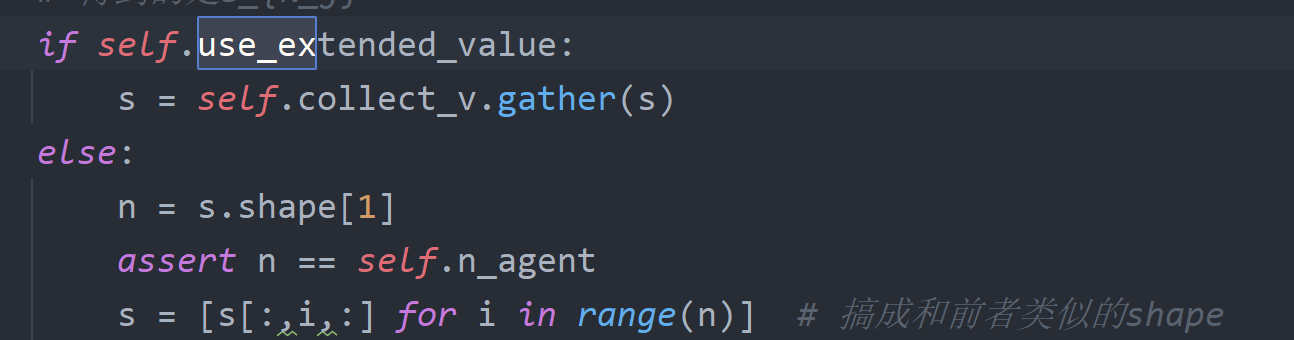 if self.use_extended_value:
s = self.collect_v.gather(s)
else:
n = s.shape[1]
assert n == self.n_agent
s = [s[:,i,:] for i in range(n)] # 搞成和前者类似的shape